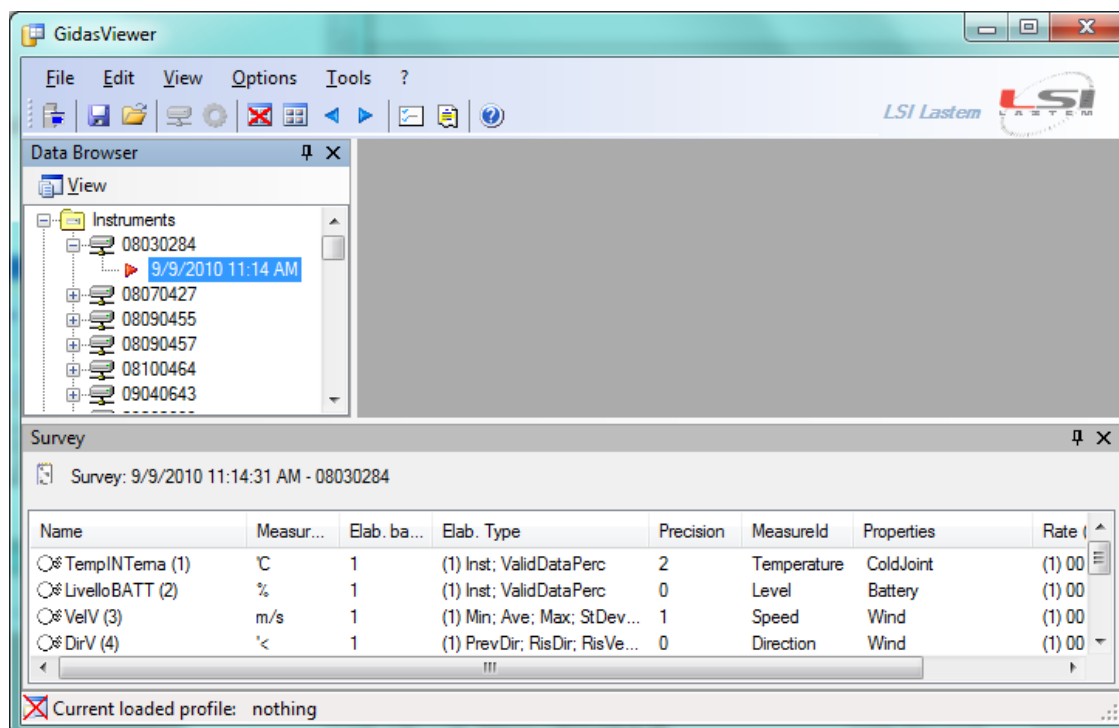 GidasViewer
File Edit View Options Tools ?
LSI Lastem LSI LASTEM
Data Browser
View
Instruments
08030284
9/9/2010 11:14 AM
08070427
08090455
08090457
08100464
09040643
Survey
Survey: 9/9/2010 11:14:31 AM - 08030284
Name Measur... Elab. ba... Elab. Type Precision MeasureId Properties Rate (
TempINTerna (1) °C 1 (1) Inst; ValidDataPerc 2 Temperature ColdJoint (1) 00
LivelloBATT (2) % 1 (1) Inst; ValidDataPerc 0 Level Battery (1) 00
VelV (3) m/s 1 (1) Min; Ave; Max; StDev... 1 Speed Wind (1) 00
DirV (4) °< 1 (1) PrevDir; RisDir; RisVe... 0 Direction Wind (1) 00
Current loaded profile: nothing